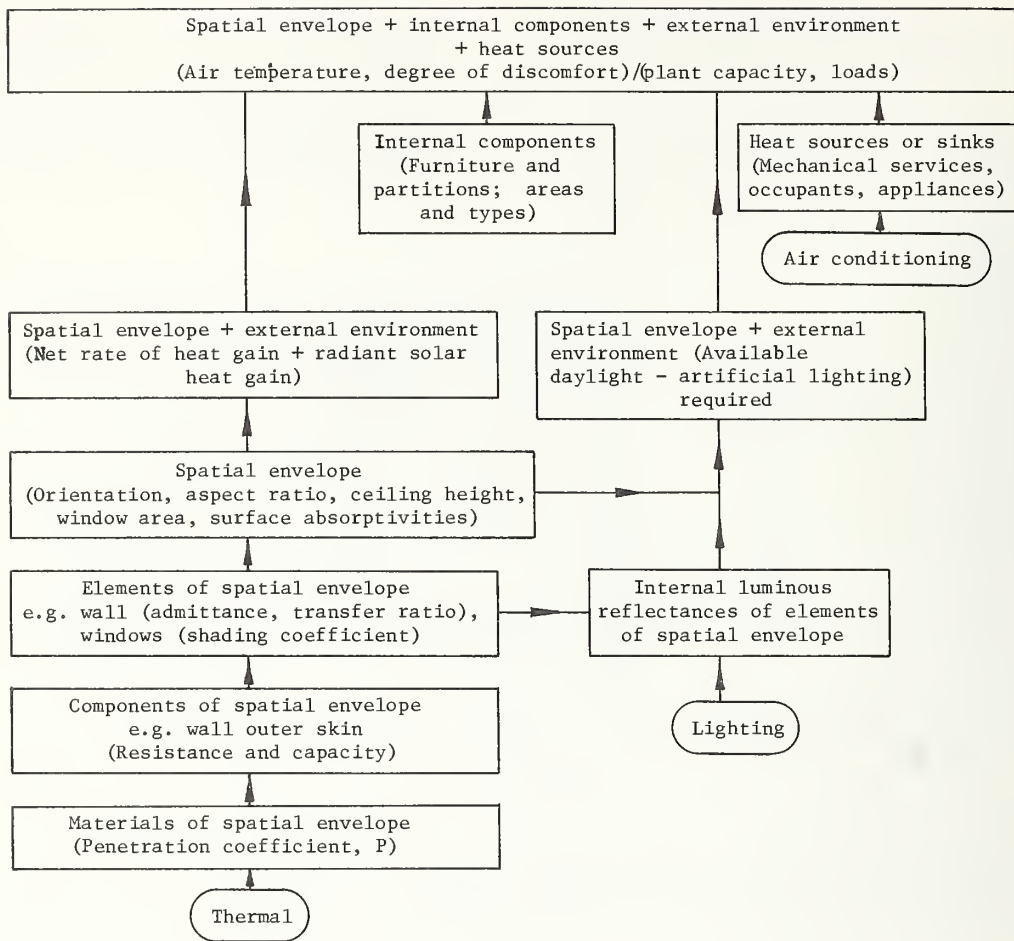 Spatial envelope + internal components + external environment
+ heat sources
(Air temperature, degree of discomfort)/(plant capacity, loads)
Internal components
(Furniture and
partitions; areas
and types)
Heat sources or sinks
(Mechanical services,
occupants, appliances)
Air conditioning
Spatial envelope + external environment
(Net rate of heat gain + radiant solar
heat gain)
Spatial envelope + external
environment (Available
daylight - artificial lighting)
required
Spatial envelope
(Orientation, aspect ratio, ceiling height,
window area, surface absorptivities)
Elements of spatial envelope
e.g. wall (admittance, transfer ratio),
windows (shading coefficient)
Internal luminous
reflectances of elements
of spatial envelope
Components of spatial envelope
e.g. wall outer skin
(Resistance and capacity)
Lighting
Materials of spatial envelope
(Penetration coefficient, P)
Thermal